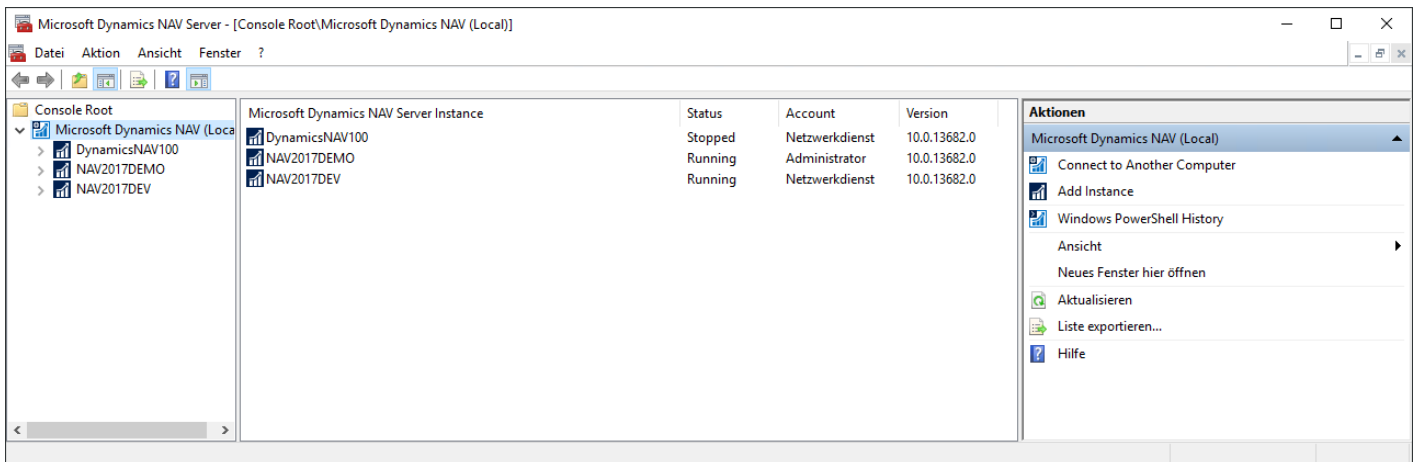 Microsoft Dynamics NAV Server - [Console Root\Microsoft Dynamics NAV (Local)]
Datei Aktion Ansicht Fenster ?
Console Root
Microsoft Dynamics NAV (Loca
DynamicsNAV100
NAV2017DEMO
NAV2017DEV
Microsoft Dynamics NAV Server Instance Status Account Version
DynamicsNAV100 Stopped Netzwerkdienst 10.0.13682.0
NAV2017DEMO Running Administrator 10.0.13682.0
NAV2017DEV Running Netzwerkdienst 10.0.13682.0
Aktionen
Microsoft Dynamics NAV (Local)
Connect to Another Computer
Add Instance
Windows PowerShell History
Ansicht
Neues Fenster hier öffnen
Aktualisieren
Liste exportieren...
Hilfe